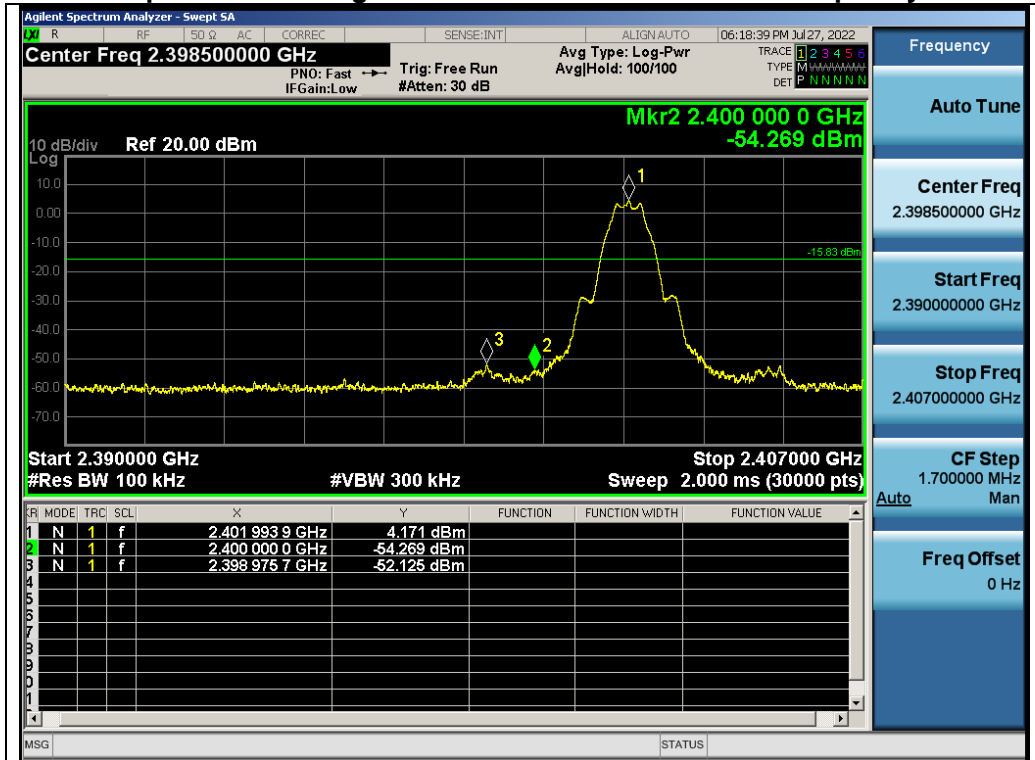 Agilent Spectrum Analyzer - Swept SA
LXI R RF 50 Ω AC CORREC SENSE:INT ALIGN AUTO 06:18:39 PM Jul 27, 2022
Center Freq 2.398500000 GHz
PNO: Fast
IFGain:Low
Trig: Free Run
#Atten: 30 dB
Avg Type: Log-Pwr
Avg|Hold: 100/100
TRACE 1 2 3 4 5 6
TYPE M WWWWW
DET P N N N N N
Frequency
Auto Tune
Center Freq
2.398500000 GHz
Start Freq
2.390000000 GHz
Stop Freq
2.407000000 GHz
CF Step
1.700000 MHz
Auto Man
Freq Offset
0 Hz
Mkr2 2.400 000 0 GHz
-54.269 dBm
10 dB/div Ref 20.00 dBm
Log
10.0
0.00
-10.0
-20.0
-30.0
-40.0
-50.0
-60.0
-70.0
1
-15.83 dBm
3
2
Start 2.390000 GHz Stop 2.407000 GHz
#Res BW 100 kHz #VBW 300 kHz Sweep 2.000 ms (30000 pts)
MODE TRC SCL X Y FUNCTION FUNCTION WIDTH FUNCTION VALUE
1 N 1 f 2.401 993 9 GHz 4.171 dBm
2 N 1 f 2.400 000 0 GHz -54.269 dBm
3 N 1 f 2.398 975 7 GHz -52.125 dBm
4
5
6
7
8
9
MSG STATUS